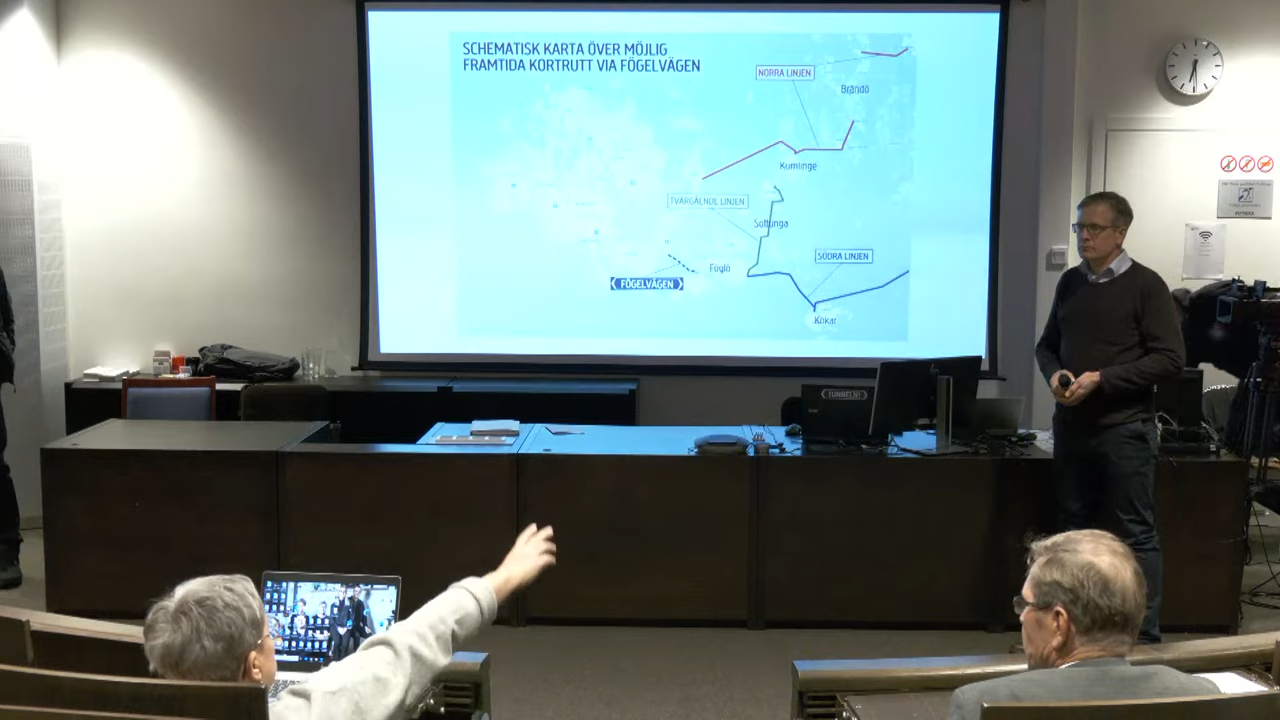 SCHEMATISK KARTA ÖVER MÖJLIG
FRAMTIDA KORTRUTT VIA FÖGELVÄGEN
NORRA LINJEN
Brändö
Kumlinge
TVÄRGÅENDE LINJEN
Sottunga
SÖDRA LINJEN
Föglö
FÖGELVÄGEN
Kökar
TUNNELN!